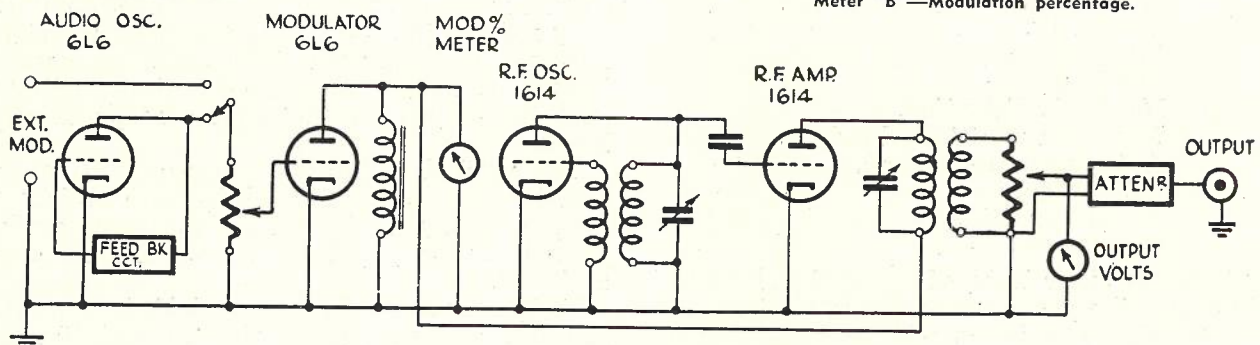 Meter "B"—Modulation percentage.
AUDIO OSC.
6L6
MODULATOR
6L6
MOD %
METER
R.F. OSC.
1614
R.F. AMP.
1614
EXT.
MOD.
FEED BK
CCT.
OUTPUT
ATTENR
OUTPUT
VOLTS